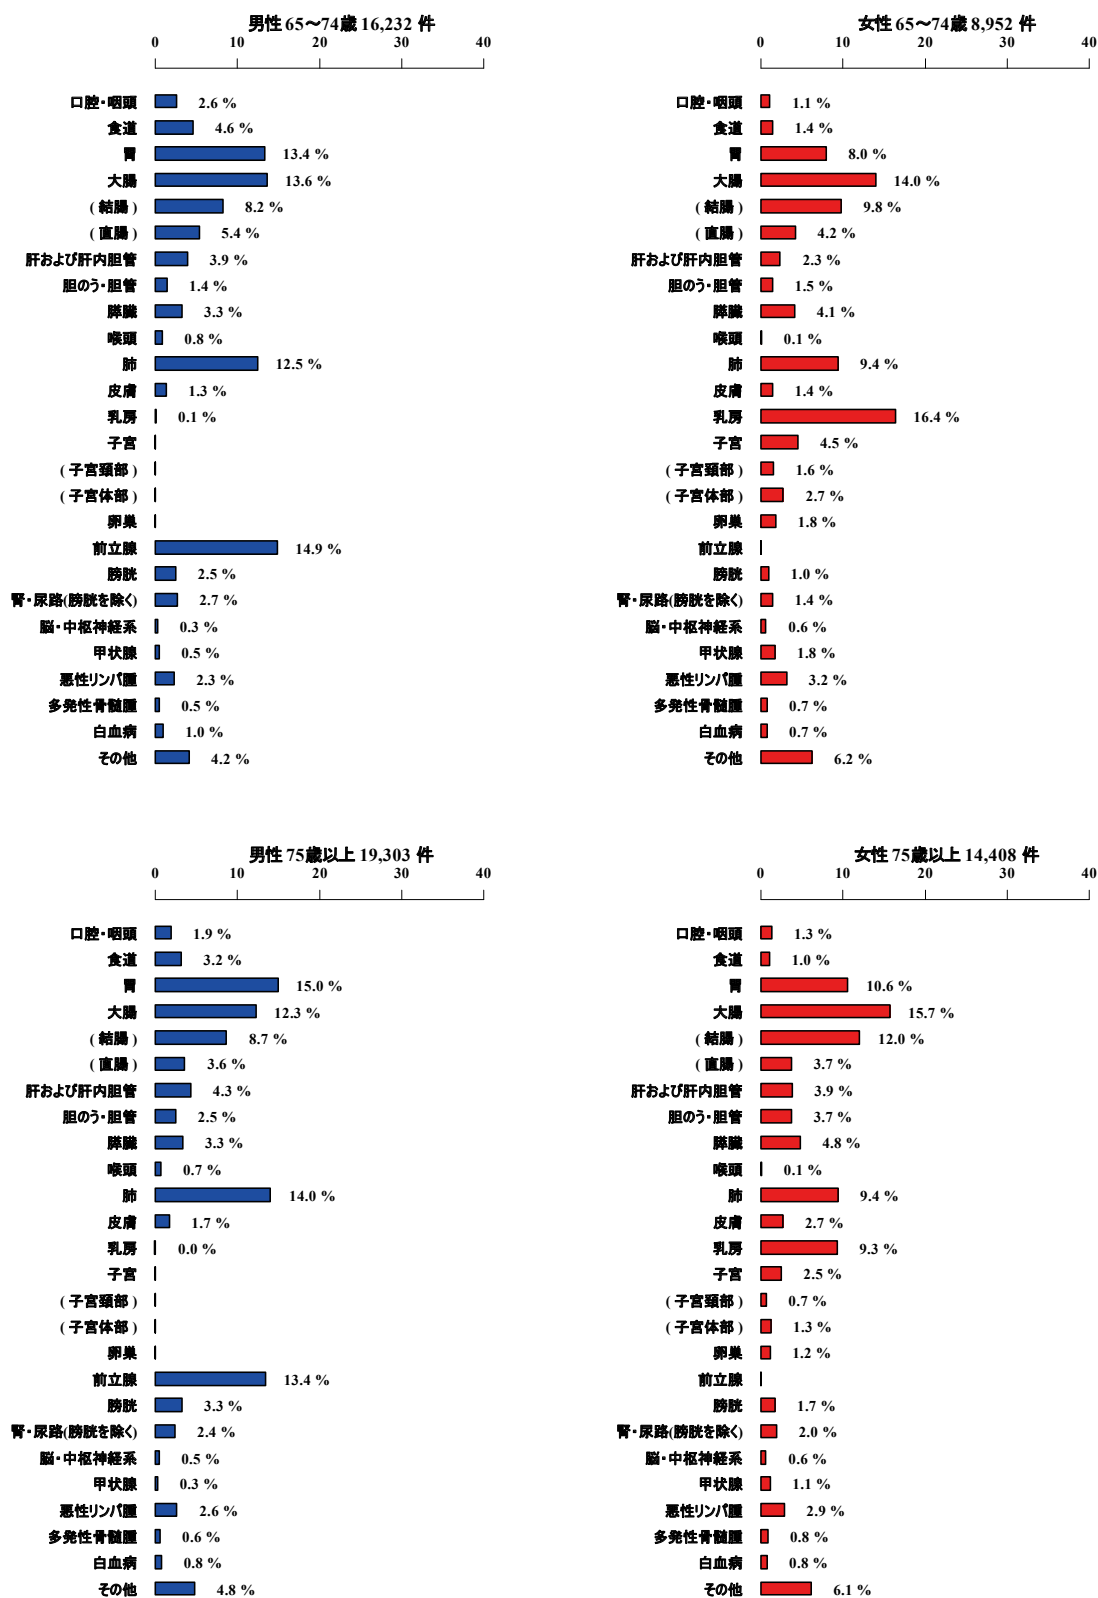 男性 65～74歳 16,232 件
0 10 20 30 40
口腔・咽頭 2.6 %
食道 4.6 %
胃 13.4 %
大腸 13.6 %
( 結腸 ) 8.2 %
( 直腸 ) 5.4 %
肝および肝内胆管 3.9 %
胆のう・胆管 1.4 %
膵臓 3.3 %
喉頭 0.8 %
肺 12.5 %
皮膚 1.3 %
乳房 0.1 %
子宮
( 子宮頸部 )
( 子宮体部 )
卵巣
前立腺 14.9 %
膀胱 2.5 %
腎・尿路(膀胱を除く) 2.7 %
脳・中枢神経系 0.3 %
甲状腺 0.5 %
悪性リンパ腫 2.3 %
多発性骨髄腫 0.5 %
白血病 1.0 %
その他 4.2 %
女性 65～74歳 8,952 件
0 10 20 30 40
口腔・咽頭 1.1 %
食道 1.4 %
胃 8.0 %
大腸 14.0 %
( 結腸 ) 9.8 %
( 直腸 ) 4.2 %
肝および肝内胆管 2.3 %
胆のう・胆管 1.5 %
膵臓 4.1 %
喉頭 0.1 %
肺 9.4 %
皮膚 1.4 %
乳房 16.4 %
子宮 4.5 %
( 子宮頸部 ) 1.6 %
( 子宮体部 ) 2.7 %
卵巣 1.8 %
前立腺
膀胱 1.0 %
腎・尿路(膀胱を除く) 1.4 %
脳・中枢神経系 0.6 %
甲状腺 1.8 %
悪性リンパ腫 3.2 %
多発性骨髄腫 0.7 %
白血病 0.7 %
その他 6.2 %
男性 75歳以上 19,303 件
0 10 20 30 40
口腔・咽頭 1.9 %
食道 3.2 %
胃 15.0 %
大腸 12.3 %
( 結腸 ) 8.7 %
( 直腸 ) 3.6 %
肝および肝内胆管 4.3 %
胆のう・胆管 2.5 %
膵臓 3.3 %
喉頭 0.7 %
肺 14.0 %
皮膚 1.7 %
乳房 0.0 %
子宮
( 子宮頸部 )
( 子宮体部 )
卵巣
前立腺 13.4 %
膀胱 3.3 %
腎・尿路(膀胱を除く) 2.4 %
脳・中枢神経系 0.5 %
甲状腺 0.3 %
悪性リンパ腫 2.6 %
多発性骨髄腫 0.6 %
白血病 0.8 %
その他 4.8 %
女性 75歳以上 14,408 件
0 10 20 30 40
口腔・咽頭 1.3 %
食道 1.0 %
胃 10.6 %
大腸 15.7 %
( 結腸 ) 12.0 %
( 直腸 ) 3.7 %
肝および肝内胆管 3.9 %
胆のう・胆管 3.7 %
膵臓 4.8 %
喉頭 0.1 %
肺 9.4 %
皮膚 2.7 %
乳房 9.3 %
子宮 2.5 %
( 子宮頸部 ) 0.7 %
( 子宮体部 ) 1.3 %
卵巣 1.2 %
前立腺
膀胱 1.7 %
腎・尿路(膀胱を除く) 2.0 %
脳・中枢神経系 0.6 %
甲状腺 1.1 %
悪性リンパ腫 2.9 %
多発性骨髄腫 0.8 %
白血病 0.8 %
その他 6.1 %